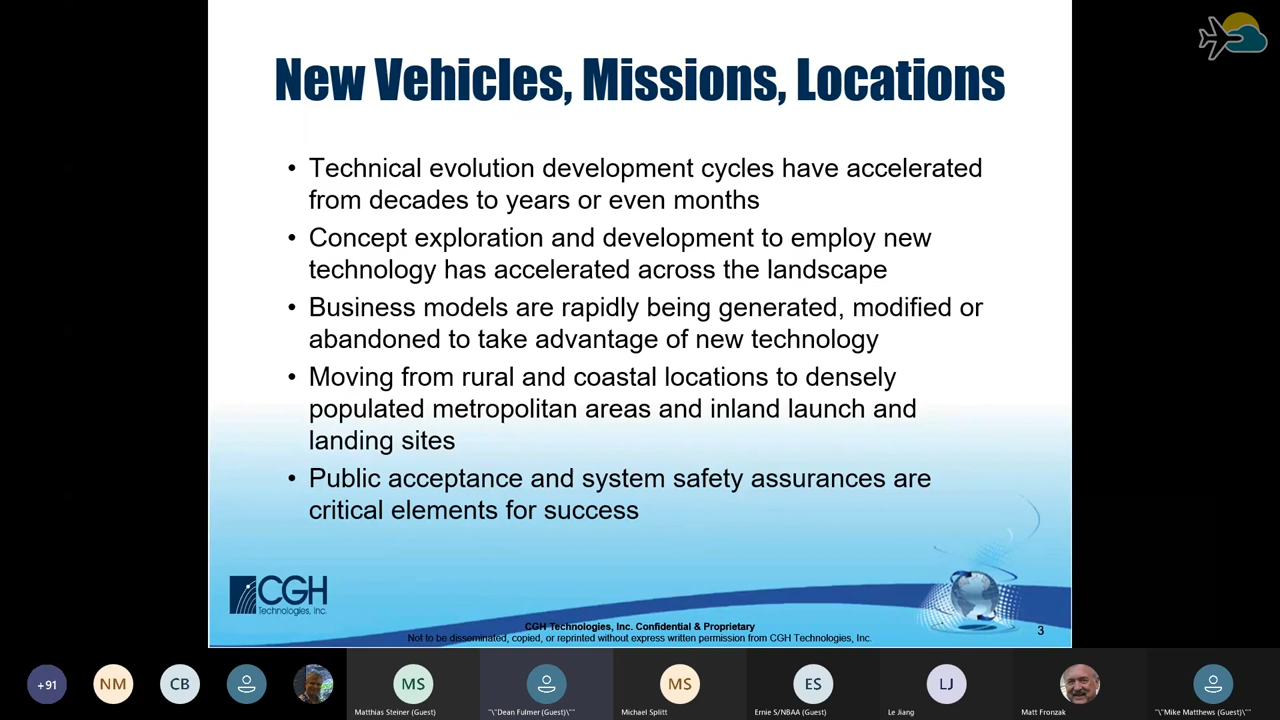 New Vehicles, Missions, Locations
• Technical evolution development cycles have accelerated
from decades to years or even months
• Concept exploration and development to employ new
technology has accelerated across the landscape
• Business models are rapidly being generated, modified or
abandoned to take advantage of new technology
• Moving from rural and coastal locations to densely
populated metropolitan areas and inland launch and
landing sites
• Public acceptance and system safety assurances are
critical elements for success
CGH
Technologies, Inc.
CGH Technologies, Inc. Confidential & Proprietary
Not to be disseminated, copied, or reprinted without express written permission from CGH Technologies, Inc.
3
+91
NM
CB
MS
MS
ES
LJ
Matthias Steiner (Guest)
"\"Dean Fulmer (Guest)\""
Michael Splitt
Ernie S/NBAA (Guest)
Le Jiang
Matt Fronzak
"\"Mike Matthews (Guest)\""